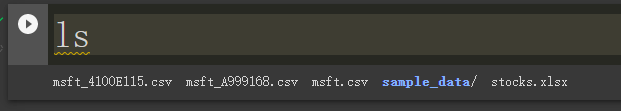 ls
msft_4100E115.csv msft_A999168.csv msft.csv sample_data/ stocks.xlsx